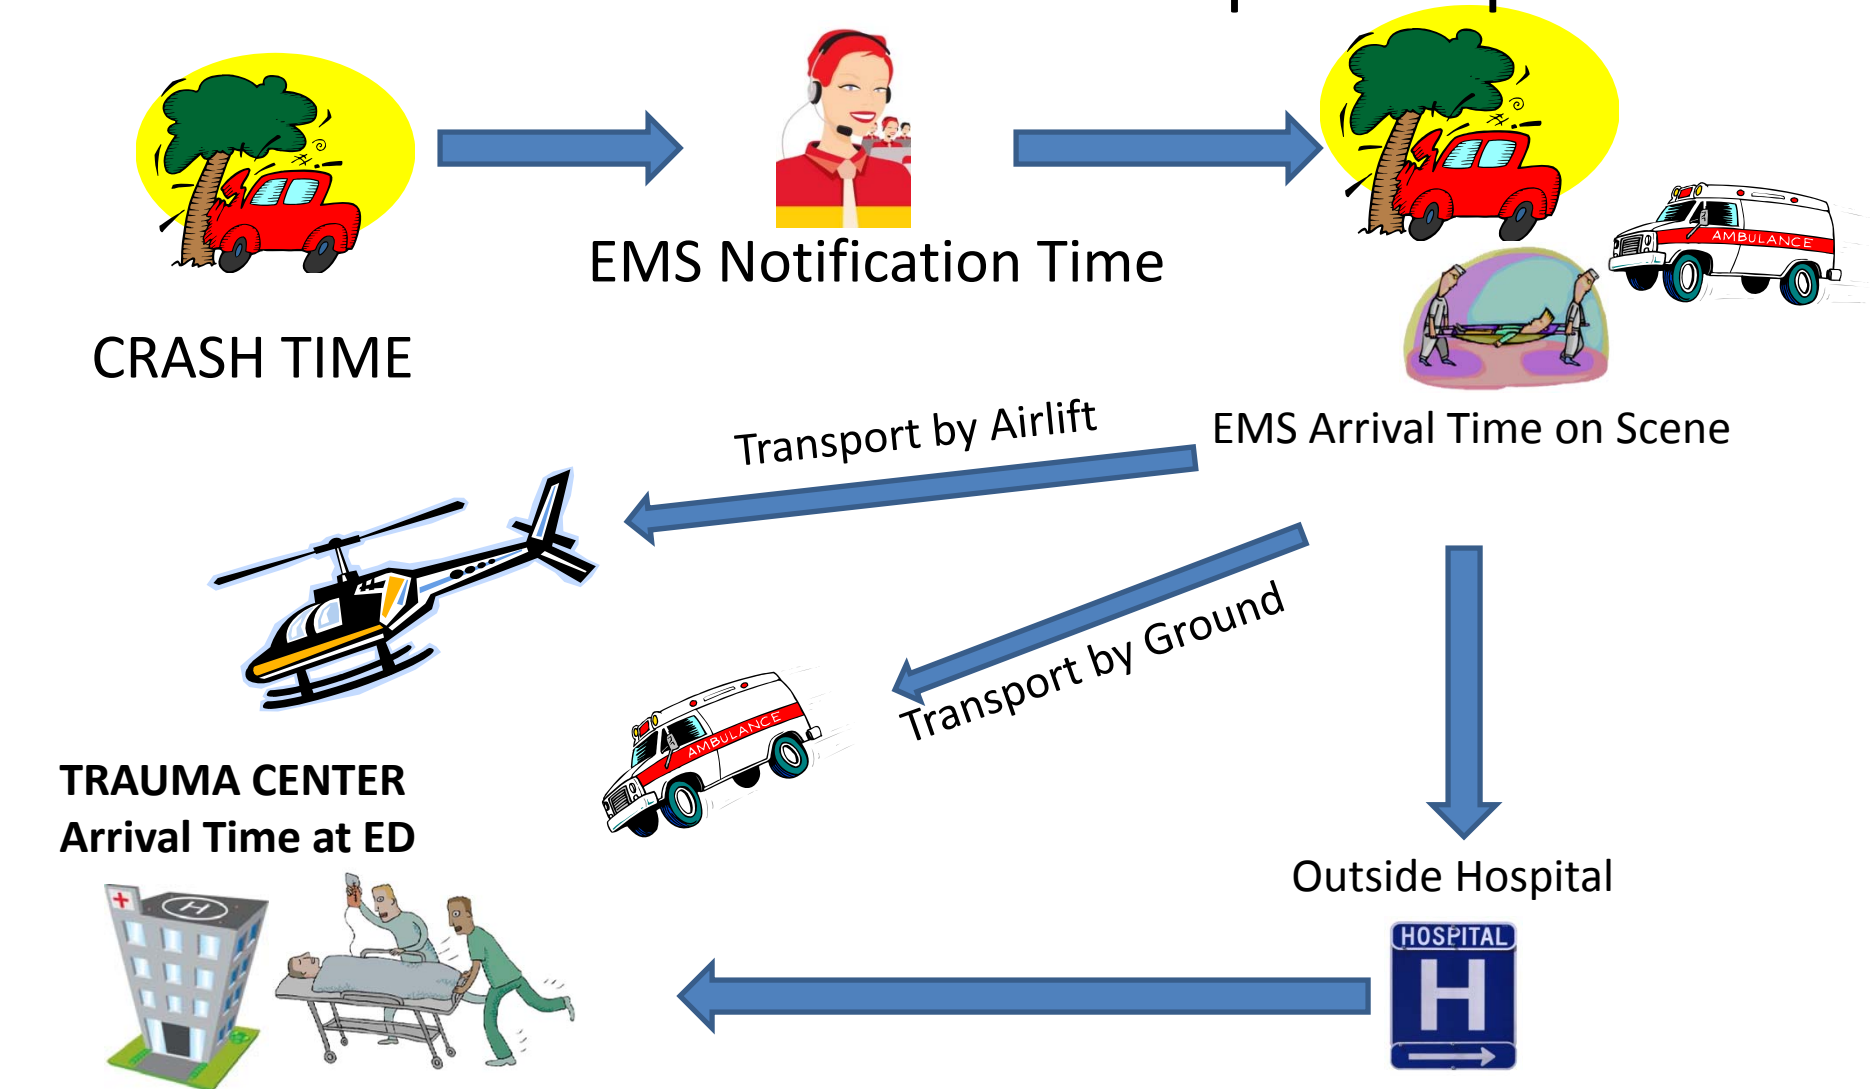 EMS Notification Time
CRASH TIME
AMBULANCE
EMS Arrival Time on Scene
Transport by Airlift
Transport by Ground
AMBULANCE
TRAUMA CENTER
Arrival Time at ED
H
Outside Hospital
HOSPITAL
H